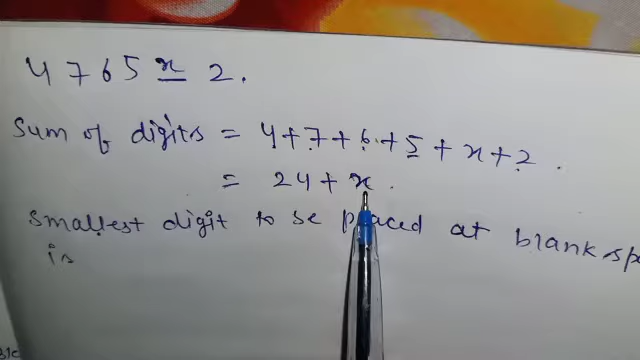 4 7 6 5 x 2.
Sum of digits = 4+7+6+5+x+2.
= 24+x.
Smallest digit to be placed at blank
is